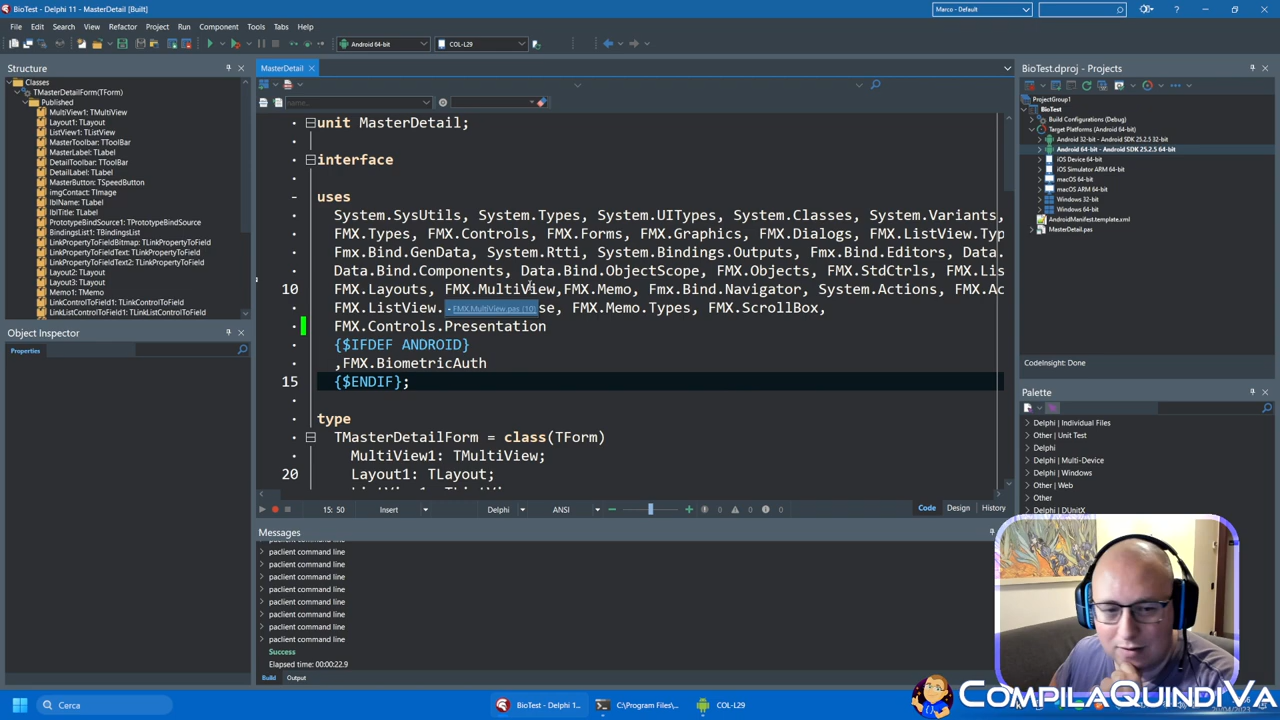 BioTest - Delphi 11 - MasterDetail [Built]
Marco - Default
File Edit Search View Refactor Project Run Component Tools Tabs Help
Android 64-bit
COL-L29
Structure
Classes
TMasterDetailForm(TForm)
Published
MultiView1: TMultiView
Layout1: TLayout
ListView1: TListView
MasterToolbar: TToolBar
MasterLabel: TLabel
DetailToolbar: TToolBar
DetailLabel: TLabel
MasterButton: TSpeedButton
imgContact: TImage
lblName: TLabel
lblTitle: TLabel
PrototypeBindSource1: TPrototypeBindSource
BindingsList1: TBindingsList
LinkPropertyToFieldBitmap: TLinkPropertyToField
LinkPropertyToFieldText: TLinkPropertyToField
LinkPropertyToFieldText2: TLinkPropertyToField
Layout2: TLayout
Layout3: TLayout
Memo1: TMemo
LinkControlToField1: TLinkControlToField
LinkListControlToField1: TLinkListControlToField
Object Inspector
Properties
MasterDetail
name...
unit MasterDetail;
interface
uses
System.SysUtils, System.Types, System.UITypes, System.Classes, System.Variants,
FMX.Types, FMX.Controls, FMX.Forms, FMX.Graphics, FMX.Dialogs, FMX.ListView.Typ
Fmx.Bind.GenData, System.Rtti, System.Bindings.Outputs, Fmx.Bind.Editors, Data.
Data.Bind.Components, Data.Bind.ObjectScope, FMX.Objects, FMX.StdCtrls, FMX.Lis
10 FMX.Layouts, FMX.MultiView,FMX.Memo, Fmx.Bind.Navigator, System.Actions, FMX.Ac
FMX.ListView. se, FMX.Memo.Types, FMX.ScrollBox,
- FMX.MultiView.pas (10)
FMX.Controls.Presentation
{$IFDEF ANDROID}
,FMX.BiometricAuth
15 {$ENDIF};
type
TMasterDetailForm = class(TForm)
MultiView1: TMultiView;
20 Layout1: TLayout;
15: 50 Insert Delphi ANSI 0 0 0 Code Design History
Messages
paclient command line
paclient command line
paclient command line
paclient command line
paclient command line
paclient command line
paclient command line
paclient command line
Success
Elapsed time: 00:00:22.9
Build Output
BioTest.dproj - Projects
ProjectGroup1
BioTest
Build Configurations (Debug)
Target Platforms (Android 64-bit)
Android 32-bit - Android SDK 25.2.5 32-bit
Android 64-bit - Android SDK 25.2.5 64-bit
iOS Device 64-bit
iOS Simulator ARM 64-bit
macOS 64-bit
macOS ARM 64-bit
Windows 32-bit
Windows 64-bit
AndroidManifest.template.xml
MasterDetail.pas
CodeInsight: Done
Palette
Delphi | Individual Files
Other | Unit Test
Delphi
Delphi | Multi-Device
Delphi | Windows
Other | Web
Other
Delphi | DUnitX
CompilaQuindiVa
Cerca
BioTest - Delphi 1...
C:\Program Files\...
COL-L29